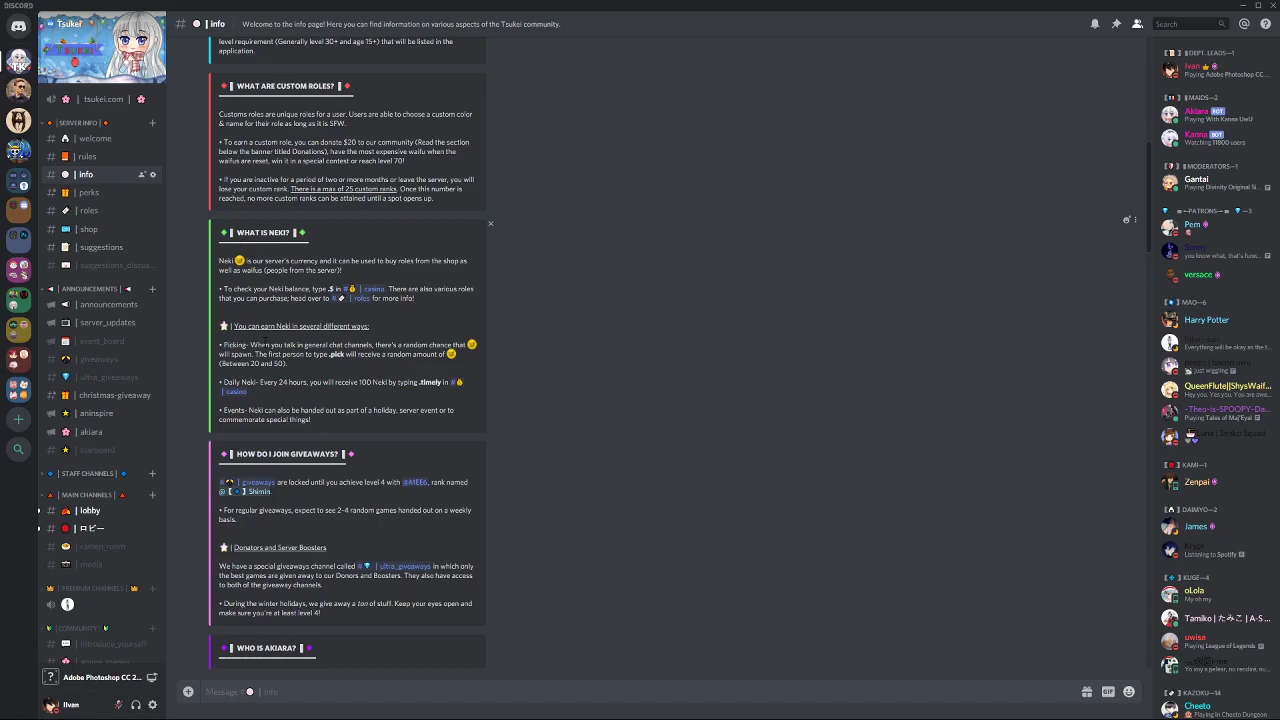 DISCORD
Tsukei
Tsukei
| tsukei.com |
SERVER INFO
# | welcome
# | rules
# | info
# | perks
# | roles
# | shop
# | suggestions
# | suggestions_discus...
ANNOUNCEMENTS
| announcements
| server_updates
| event_board
| giveaways
| ultra_giveaways
# | christmas-giveaway
| aninspire
| akiara
| starboard
STAFF CHANNELS
MAIN CHANNELS
# | lobby
# | ロビー
# | ramen_room
# | media
PREMIUM CHANNELS
COMMUNITY
# | introduce_yourself
Adobe Photoshop CC 2...
IIvan
# | info
Welcome to the info page! Here you can find information on various aspects of the Tsukei community.
Search
level requirement (Generally level 30+ and age 15+) that will be listed in the
application.
WHAT ARE CUSTOM ROLES?
Customs roles are unique roles for a user. Users are able to choose a custom color
& name for their role as long as it is SFW.
• To earn a custom role, you can donate $20 to our community (Read the section
below the banner titled Donations), have the most expensive waifu when the
waifus are reset, win it in a special contest or reach level 70!
• If you are inactive for a period of two or more months or leave the server, you will
lose your custom rank. There is a max of 25 custom ranks. Once this number is
reached, no more custom ranks can be attained until a spot opens up.
WHAT IS NEKI?
Neki is our server's currency and it can be used to buy roles from the shop as
well as waifus (people from the server)!
• To check your Neki balance, type .$ in # | casino. There are also various roles
that you can purchase; head over to # | roles for more info!
| You can earn Neki in several different ways:
• Picking- When you talk in general chat channels, there's a random chance that
will spawn. The first person to type .pick will receive a random amount of
(Between 20 and 50).
• Daily Neki- Every 24 hours, you will receive 100 Neki by typing .timely in #
| casino
• Events- Neki can also be handed out as part of a holiday, server event or to
commemorate special things!
HOW DO I JOIN GIVEAWAYS?
# | giveaways are locked until you achieve level 4 with @MEE6, rank named
@【】Shimin.
• For regular giveaways, expect to see 2-4 random games handed out on a weekly
basis.
| Donators and Server Boosters
We have a special giveaways channel called # | ultra_giveaways in which only
the best games are given away to our Donors and Boosters. They also have access
to both of the giveaway channels.
• During the winter holidays, we give away a ton of stuff. Keep your eyes open and
make sure you're at least level 4!
WHO IS AKIARA?
Message # | info
GIF
DEPT. LEADS—1
Ivan
Playing Adobe Photoshop CC
MAIDS—2
Akiara BOT
Playing With Kanna UwU
Kanna BOT
Watching 11800 users
MODERATORS—1
Gantai
Playing Divinity Original Si
PATRONS —3
Pem
Senny
you know what, that's fun...
versace
MAO—6
Harry Potter
Everything will be okay as the
just wiggling
QueenFlute||ShysWaif...
Hey you. Yes you. You are awe
-Theo-is-SPOOPY-Da...
Playing Tales of Maj'Eyal
| Senko Squad
KAMI—1
Zenpai
DAIMYO—2
James
Listening to Spotify
KUGE—4
oLola
My oh my
Tamiko | たみこ | A-S
uwisa
Playing League of Legends
Yo voy a pelear, no rendiré, nu
KAZOKU—14
Cheeto
Playing in Cheeto Dungeon